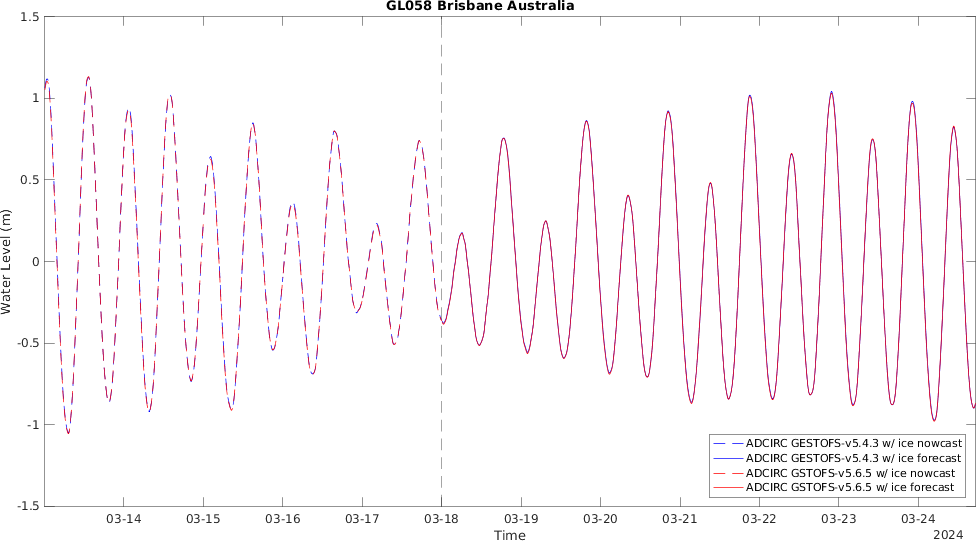 GL058 Brisbane Australia
1.5
1
0.5
0
-0.5
-1
-1.5
Water Level (m)
ADCIRC GESTOFS-v5.4.3 w/ ice nowcast
ADCIRC GESTOFS-v5.4.3 w/ ice forecast
ADCIRC GSTOFS-v5.6.5 w/ ice nowcast
ADCIRC GSTOFS-v5.6.5 w/ ice forecast
03-14 03-15 03-16 03-17 03-18 03-19 03-20 03-21 03-22 03-23 03-24
Time
2024